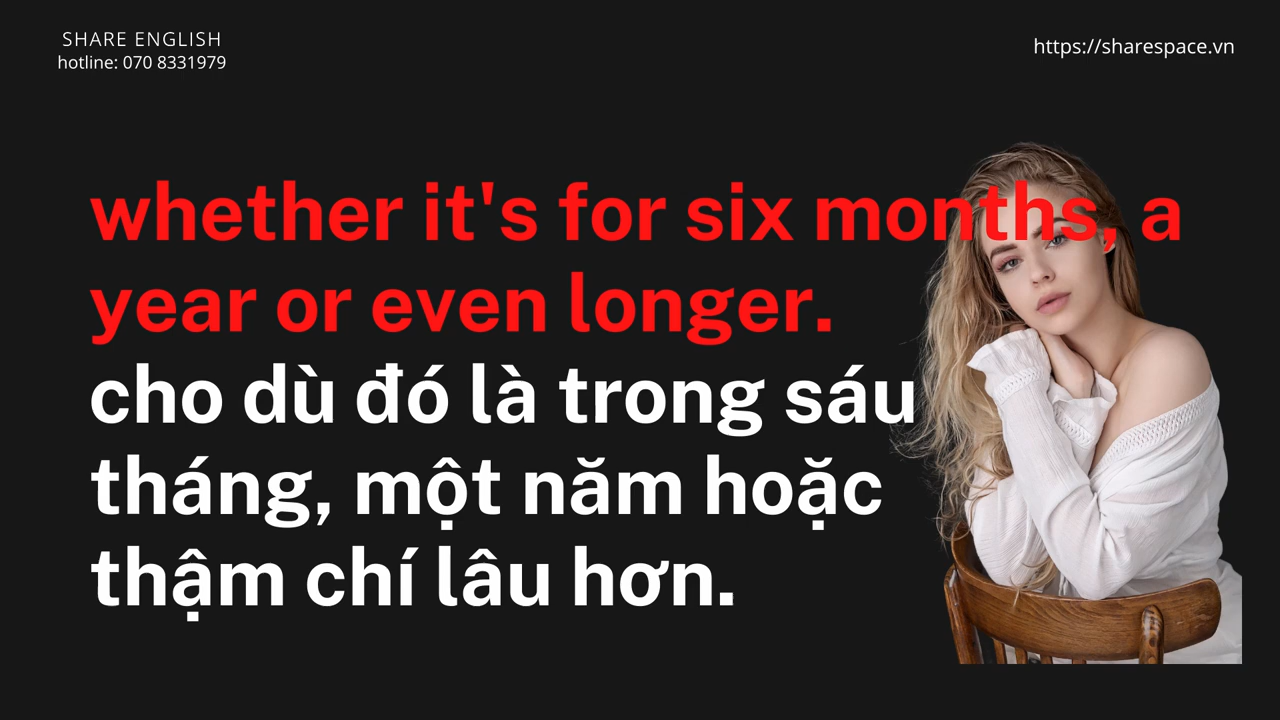 SHARE ENGLISH
hotline: 070 8331979
https://sharespace.vn
whether it's for six months, a
year or even longer.
cho dù đó là trong sáu
tháng, một năm hoặc
thậm chí lâu hơn.